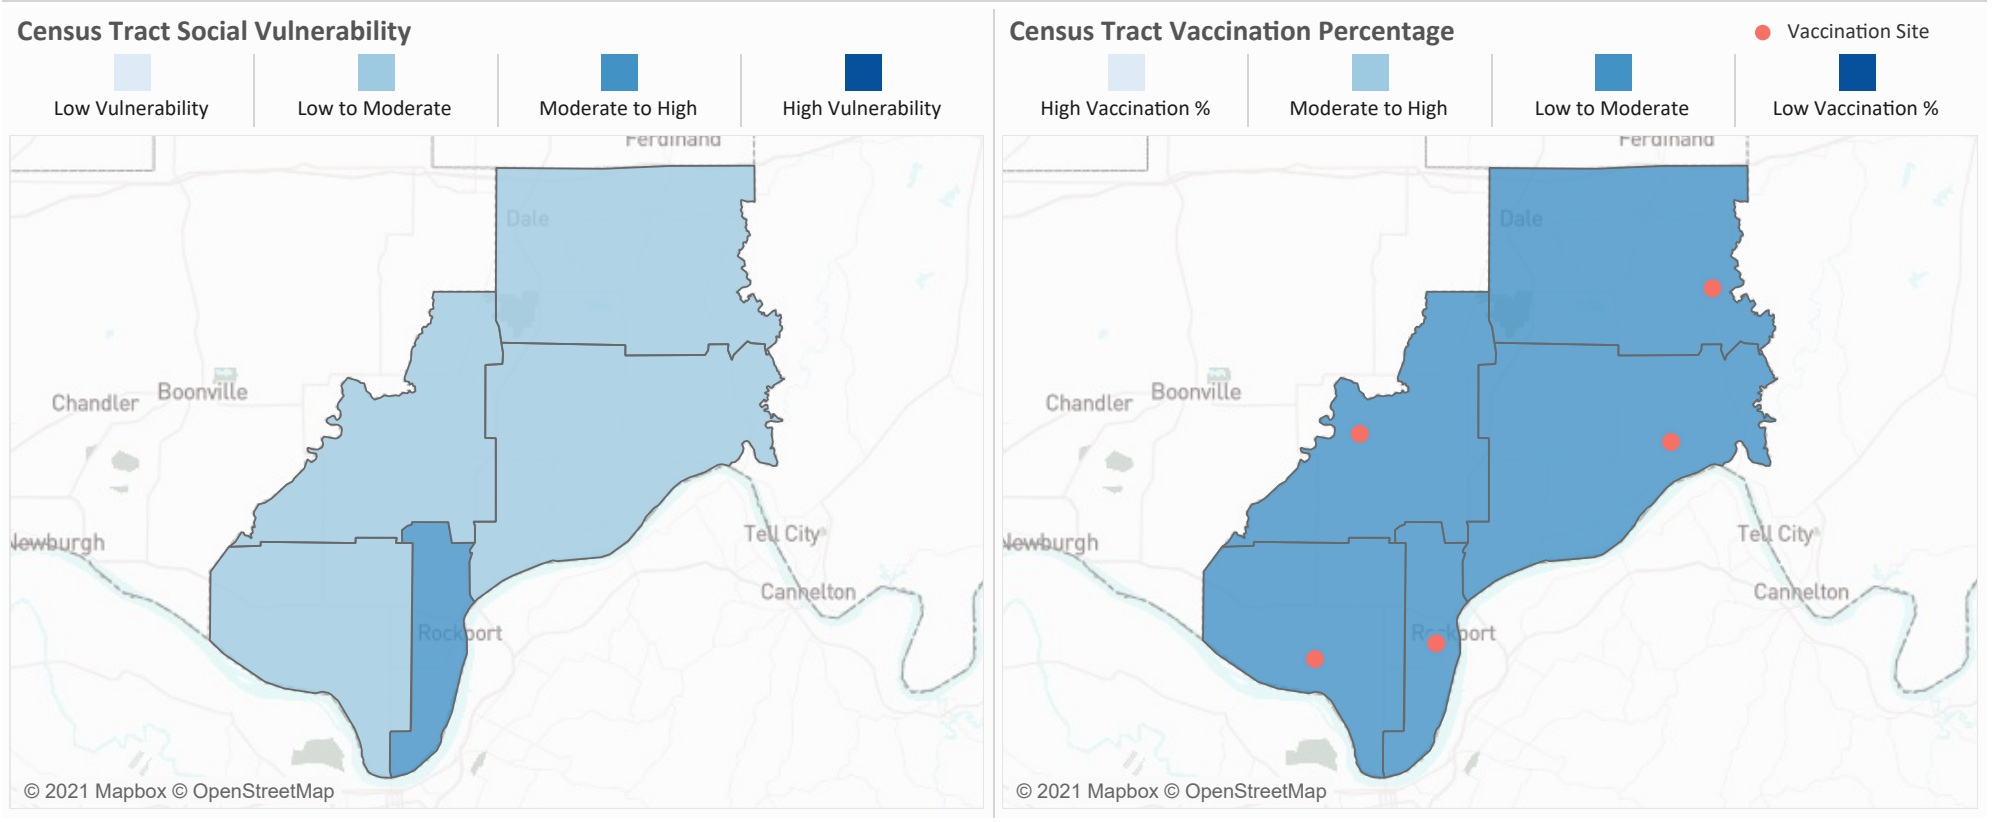 Census Tract Social Vulnerability
Low Vulnerability
Low to Moderate
Moderate to High
High Vulnerability
Ferdinand
Dale
Chandler
Boonville
Newburgh
Tell City
Cannelton
Rockport
© 2021 Mapbox © OpenStreetMap
Census Tract Vaccination Percentage
Vaccination Site
High Vaccination %
Moderate to High
Low to Moderate
Low Vaccination %
Ferdinand
Dale
Chandler
Boonville
Newburgh
Tell City
Cannelton
Rockport
© 2021 Mapbox © OpenStreetMap